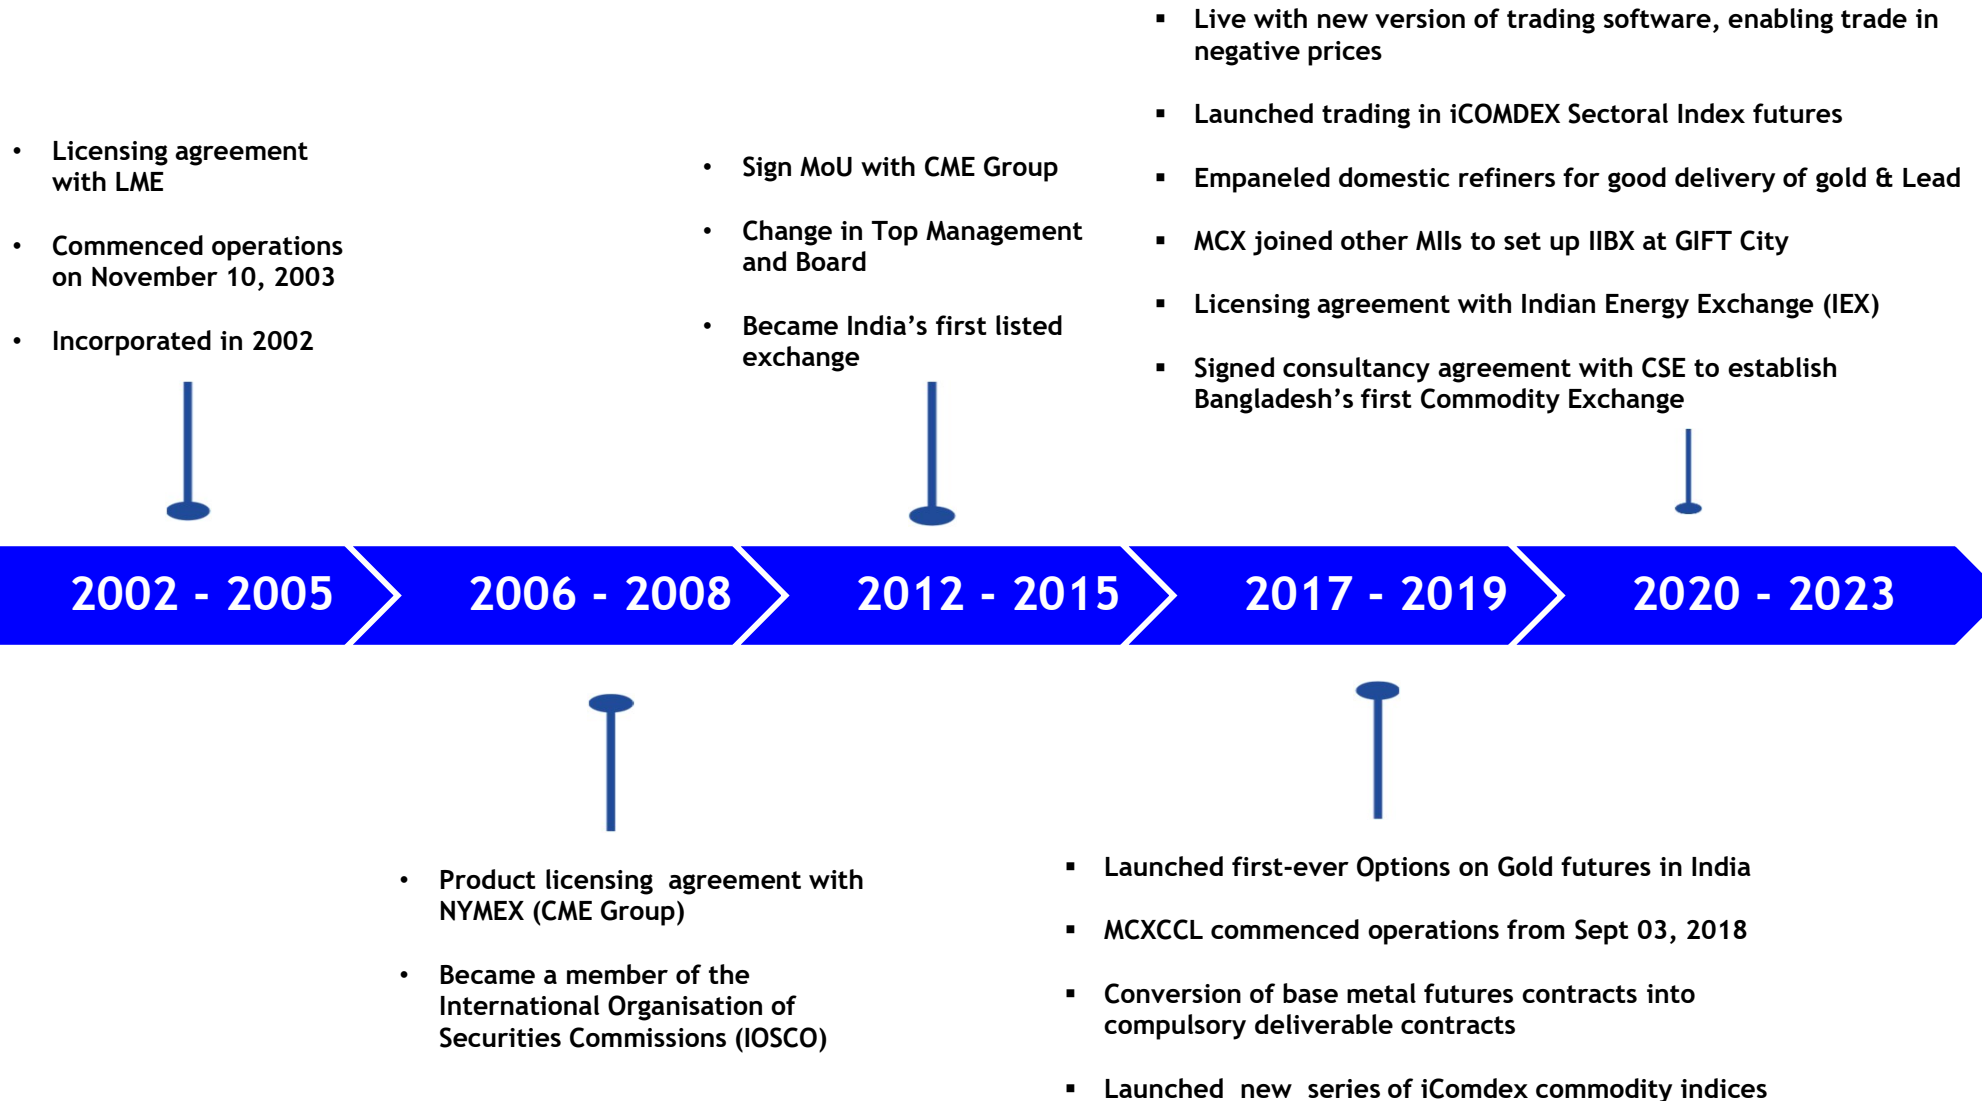 ▪ Live with new version of trading software, enabling trade in
negative prices
▪ Launched trading in iCOMDEX Sectoral Index futures
▪ Empaneled domestic refiners for good delivery of gold & Lead
▪ MCX joined other MIIs to set up IIBX at GIFT City
▪ Licensing agreement with Indian Energy Exchange (IEX)
▪ Signed consultancy agreement with CSE to establish
Bangladesh’s first Commodity Exchange
• Licensing agreement
with LME
• Commenced operations
on November 10, 2003
• Incorporated in 2002
• Sign MoU with CME Group
• Change in Top Management
and Board
• Became India’s first listed
exchange
2002 - 2005
2006 - 2008
2012 - 2015
2017 - 2019
2020 - 2023
• Product licensing agreement with
NYMEX (CME Group)
• Became a member of the
International Organisation of
Securities Commissions (IOSCO)
▪ Launched first-ever Options on Gold futures in India
▪ MCXCCL commenced operations from Sept 03, 2018
▪ Conversion of base metal futures contracts into
compulsory deliverable contracts
▪ Launched new series of iComdex commodity indices